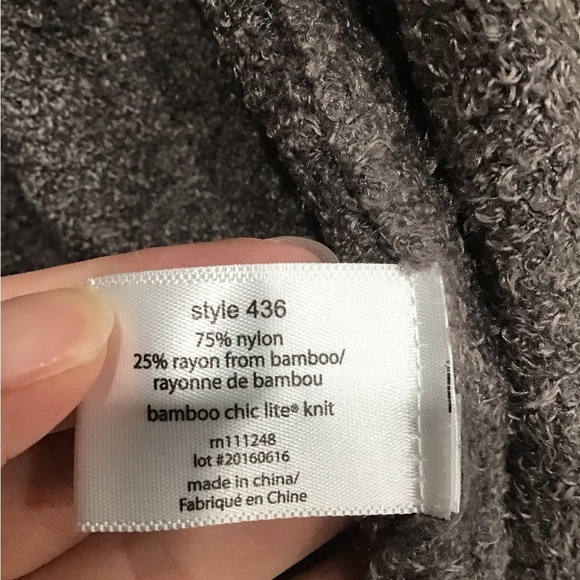 style 436
75% nylon
25% rayon from bamboo/
rayonne de bambou
bamboo chic lite® knit
rn111248
lot #20160616
made in china/
Fabriqué en Chine